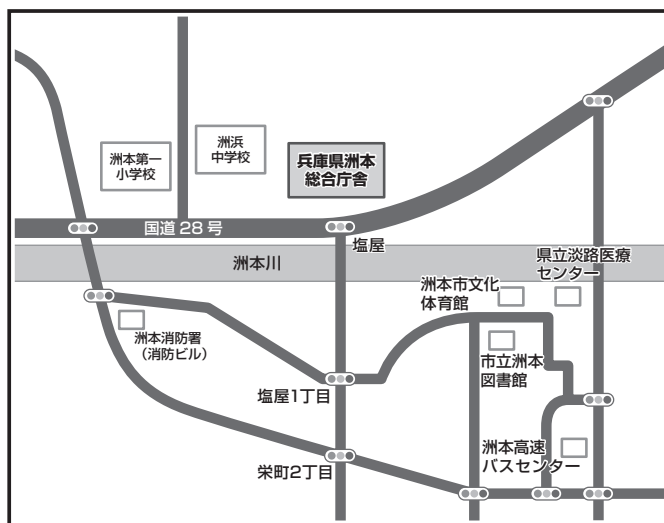 洲本第一
小学校
洲浜
中学校
兵庫県洲本
総合庁舎
国道28号
塩屋
洲本川
県立淡路医療
センター
洲本市文化
体育館
洲本消防署
(消防ビル)
市立洲本
図書館
塩屋1丁目
洲本高速
バスセンター
栄町2丁目